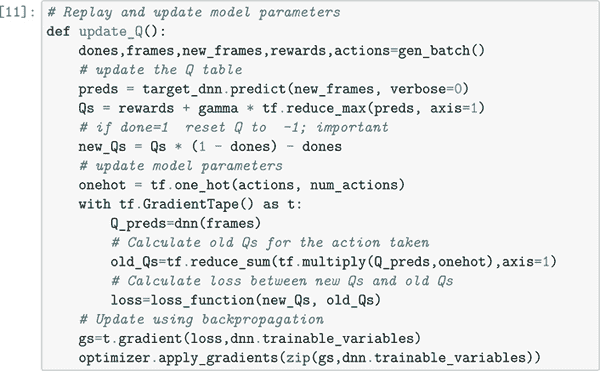 [11]: # Replay and update model parameters
def update_Q():
    dones,frames,new_frames,rewards,actions=gen_batch()
    # update the Q table
    preds = target_dnn.predict(new_frames, verbose=0)
    Qs = rewards + gamma * tf.reduce_max(preds, axis=1)
    # if done=1  reset Q to  -1; important
    new_Qs = Qs * (1 - dones) - dones
    # update model parameters
    onehot = tf.one_hot(actions, num_actions)
    with tf.GradientTape() as t:
        Q_preds=dnn(frames)
        # Calculate old Qs for the action taken
        old_Qs=tf.reduce_sum(tf.multiply(Q_preds,onehot),axis=1)
        # Calculate loss between new Qs and old Qs
        loss=loss_function(new_Qs, old_Qs)
    # Update using backpropagation
    gs=t.gradient(loss,dnn.trainable_variables)
    optimizer.apply_gradients(zip(gs,dnn.trainable_variables))